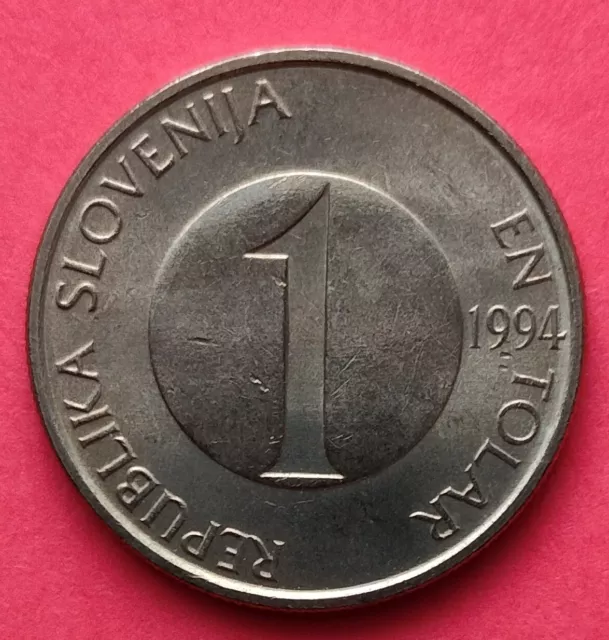 REPUBLIKA SLOVENIJA
1
EN TOLAR
1994